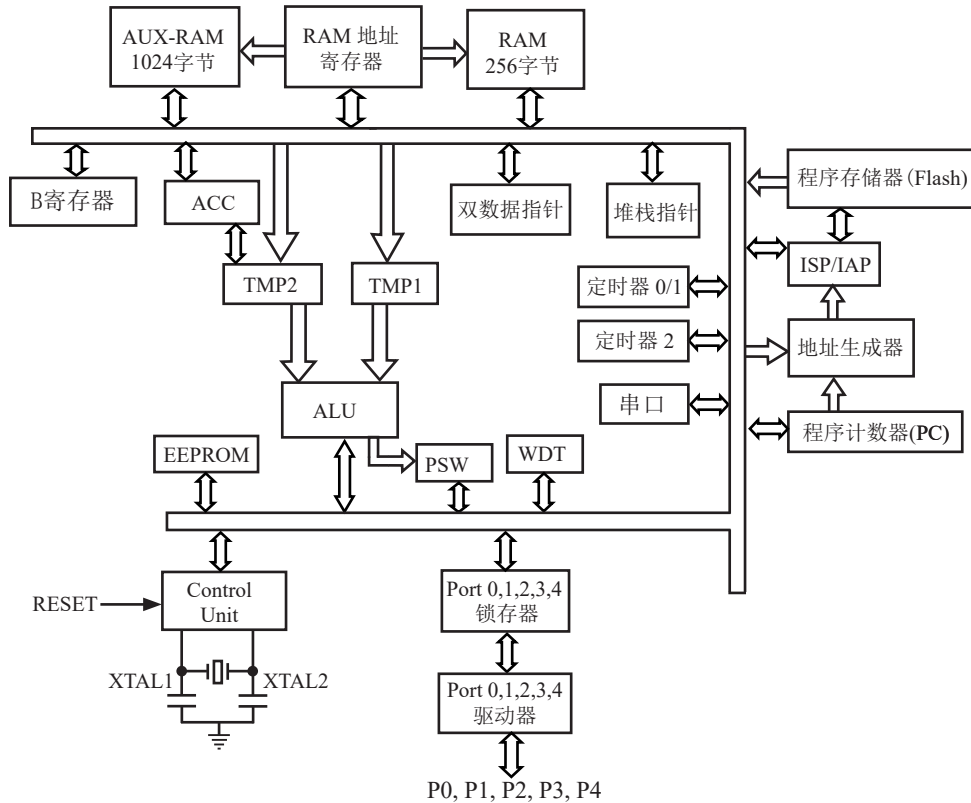 AUX-RAM
1024字节
RAM 地址
寄存器
RAM
256字节
B寄存器
ACC
双数据指针
堆栈指针
程序存储器(Flash)
TMP2
TMP1
ISP/IAP
定时器 0/1
定时器 2
地址生成器
ALU
串口
程序计数器(PC)
EEPROM
PSW
WDT
RESET
Control
Unit
Port 0,1,2,3,4
锁存器
XTAL1
XTAL2
Port 0,1,2,3,4
驱动器
P0, P1, P2, P3, P4